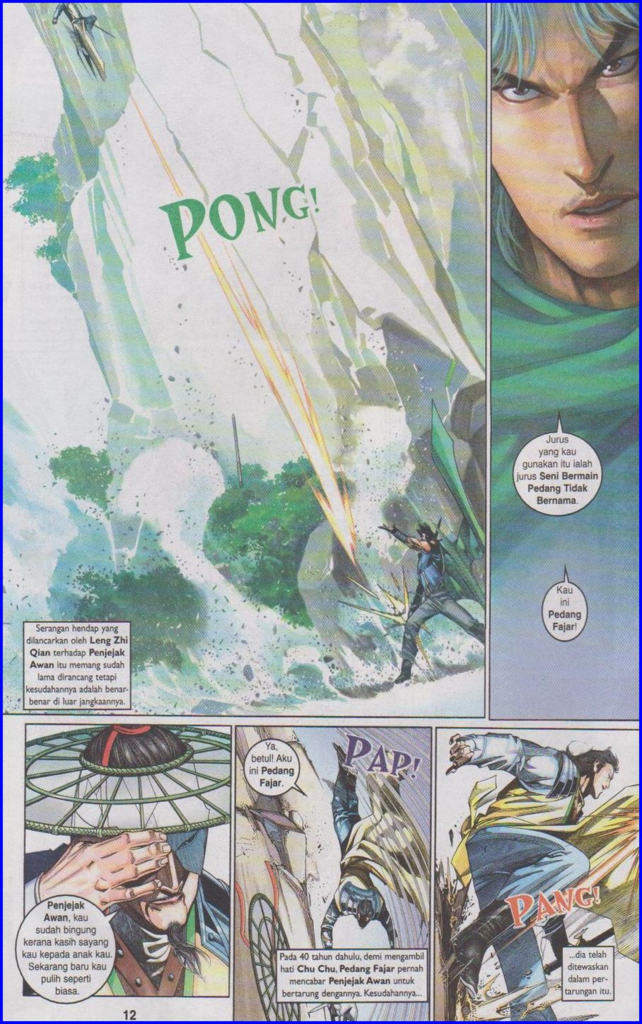 PONG!
Serangan hendap yang
dilancarkan oleh Leng Zhi
Qian terhadap Penjejak
Awan itu memang sudah
lama dirancang tetapi
kesudahannya adalah benar-
benar di luar jangkaannya.
Jurus
yang kau
gunakan itu ialah
jurus Seni Bermain
Pedang Tidak
Bernama.
Kau
ini
Pedang
Fajar!
Penjejak
Awan, kau
sudah bingung
kerana kasih sayang
kau kepada anak kau.
Sekarang baru kau
pulih seperti
biasa.
Ya,
betul! Aku
ini Pedang
Fajar.
PAP!
Pada 40 tahun dahulu, demi mengambil
hati Chu Chu, Pedang Fajar pernah
mencabar Penjejak Awan untuk
bertarung dengannya. Kesudahannya...
PANG!
...dia telah
ditewaskan
dalam per-
tarungan itu.
12